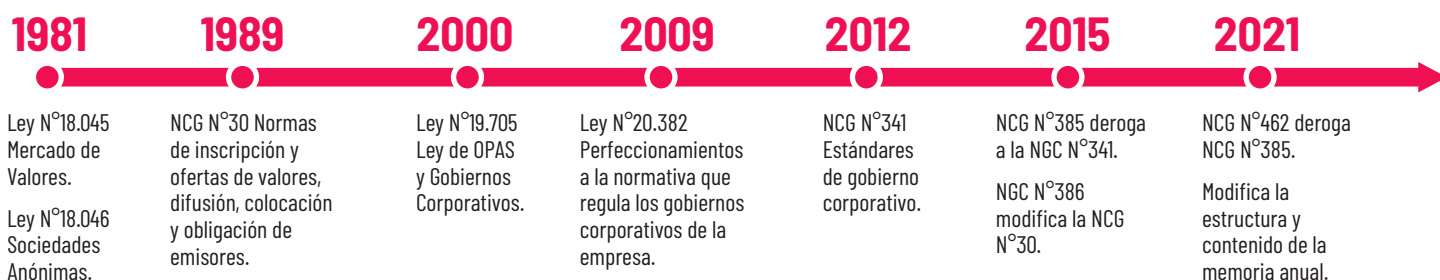 1981
Ley N°18.045
Mercado de
Valores.
Ley N°18.046
Sociedades
Anónimas.
1989
NCG N°30 Normas
de inscripción y
ofertas de valores,
difusión, colocación
y obligación de
emisores.
2000
Ley N°19.705
Ley de OPAS
y Gobiernos
Corporativos.
2009
Ley N°20.382
Perfeccionamientos
a la normativa que
regula los gobiernos
corporativos de la
empresa.
2012
NCG N°341
Estándares
de gobierno
corporativo.
2015
NCG N°385 deroga
a la NGC N°341.
NGC N°386
modifica la NCG
N°30.
2021
NCG N°462 deroga
NCG N°385.
Modifica la
estructura y
contenido de la
memoria anual.